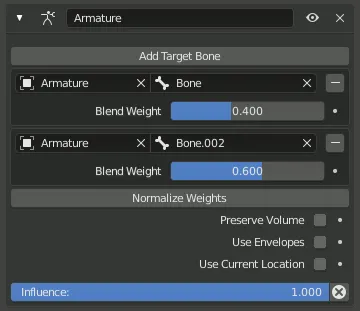 Armature
Add Target Bone
Armature Bone
Blend Weight 0.400
Armature Bone.002
Blend Weight 0.600
Normalize Weights
Preserve Volume
Use Envelopes
Use Current Location
Influence: 1.000